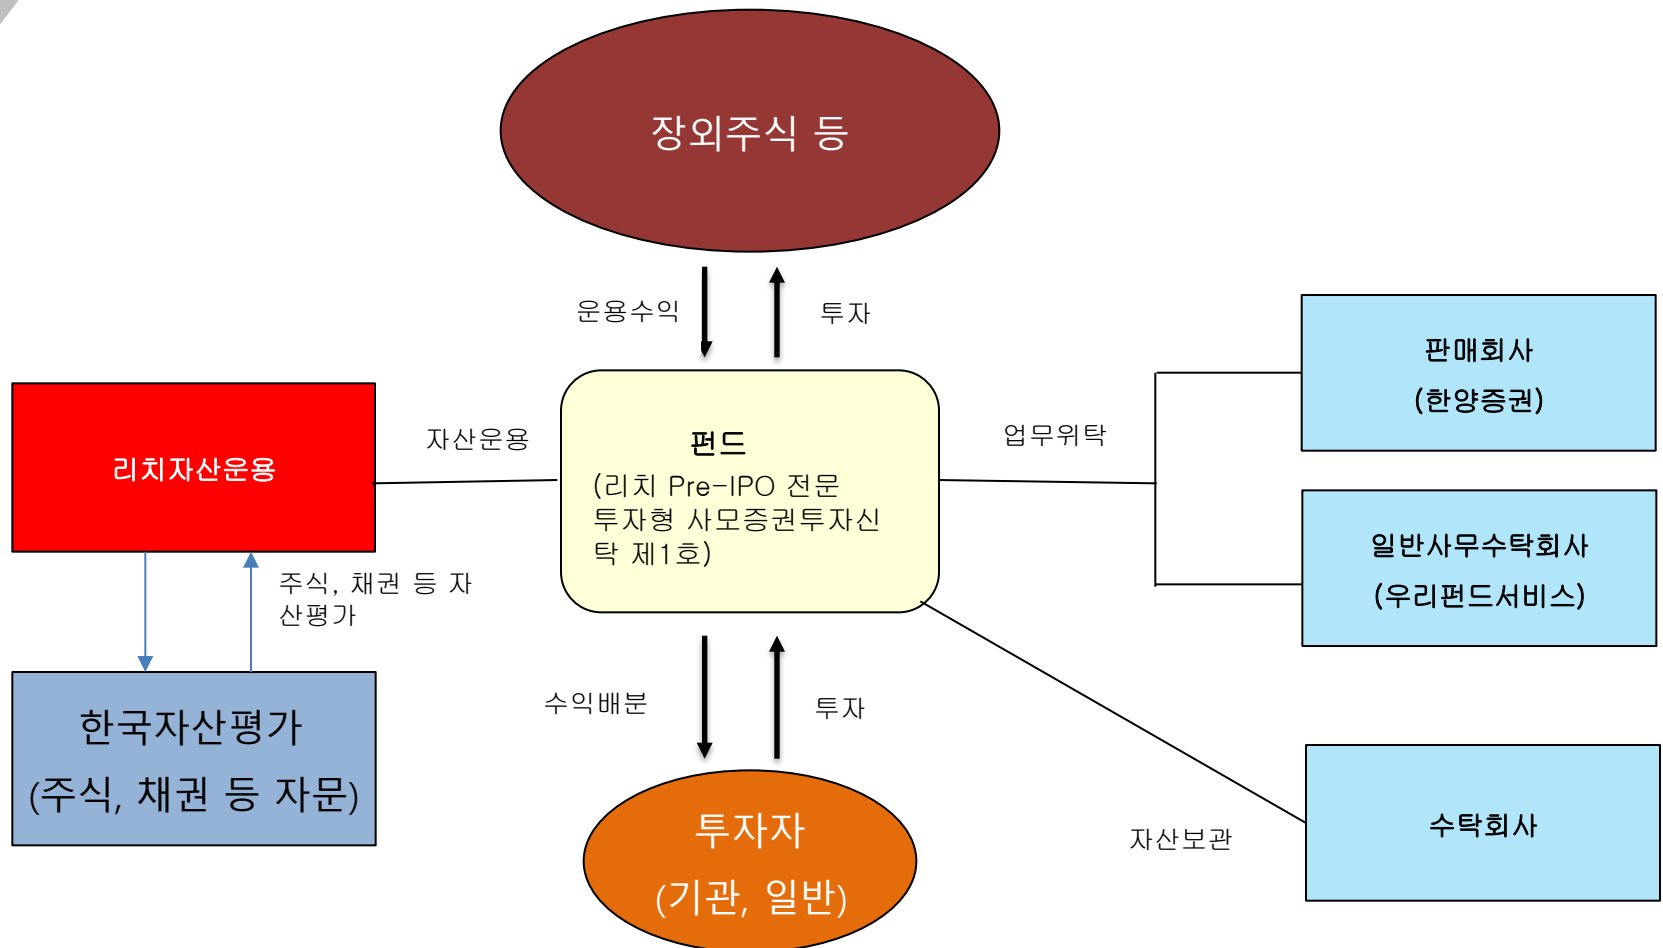 장외주식 등
운용수익
투자
판매회사
(한양증권)
리치자산운용
자산운용
펀드
(리치 Pre-IPO 전문
투자형 사모증권투자신
탁 제1호)
업무위탁
일반사무수탁회사
(우리펀드서비스)
주식, 채권 등 자
산평가
한국자산평가
(주식, 채권 등 자문)
수익배분
투자
투자자
(기관, 일반)
자산보관
수탁회사